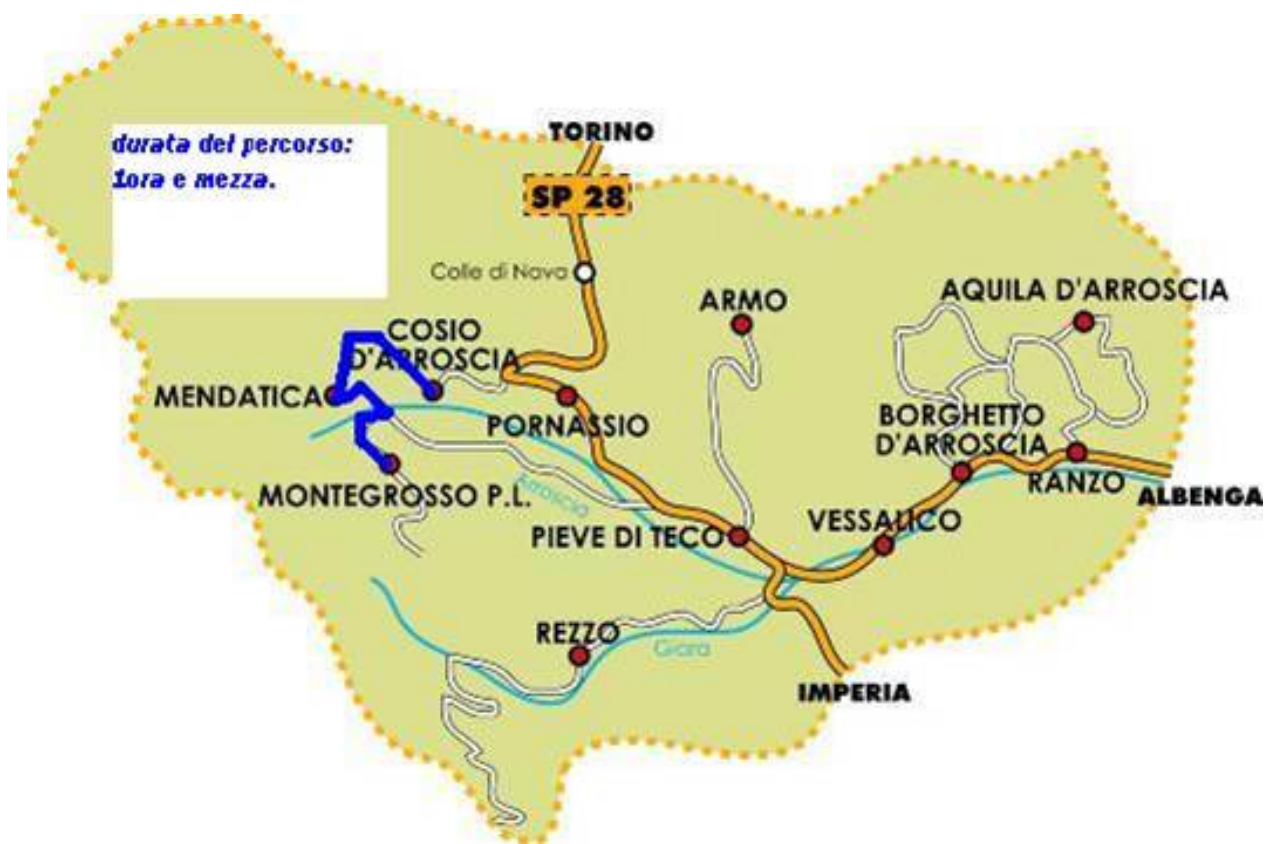 durata del percorso:
1ora e mezza.
TORINO
SP 28
Colle di Nava
ARMO
AQUILA D'ARROSCIA
COSIO
D'ARROSCIA
MENDATICA
PORNASSIO
BORGHETTO
D'ARROSCIA
RANZO
ALBENGA
MONTEGROSSO P.L.
Arroscia
PIEVE DI TECO
VESSALICO
REZZO
Giara
IMPERIA